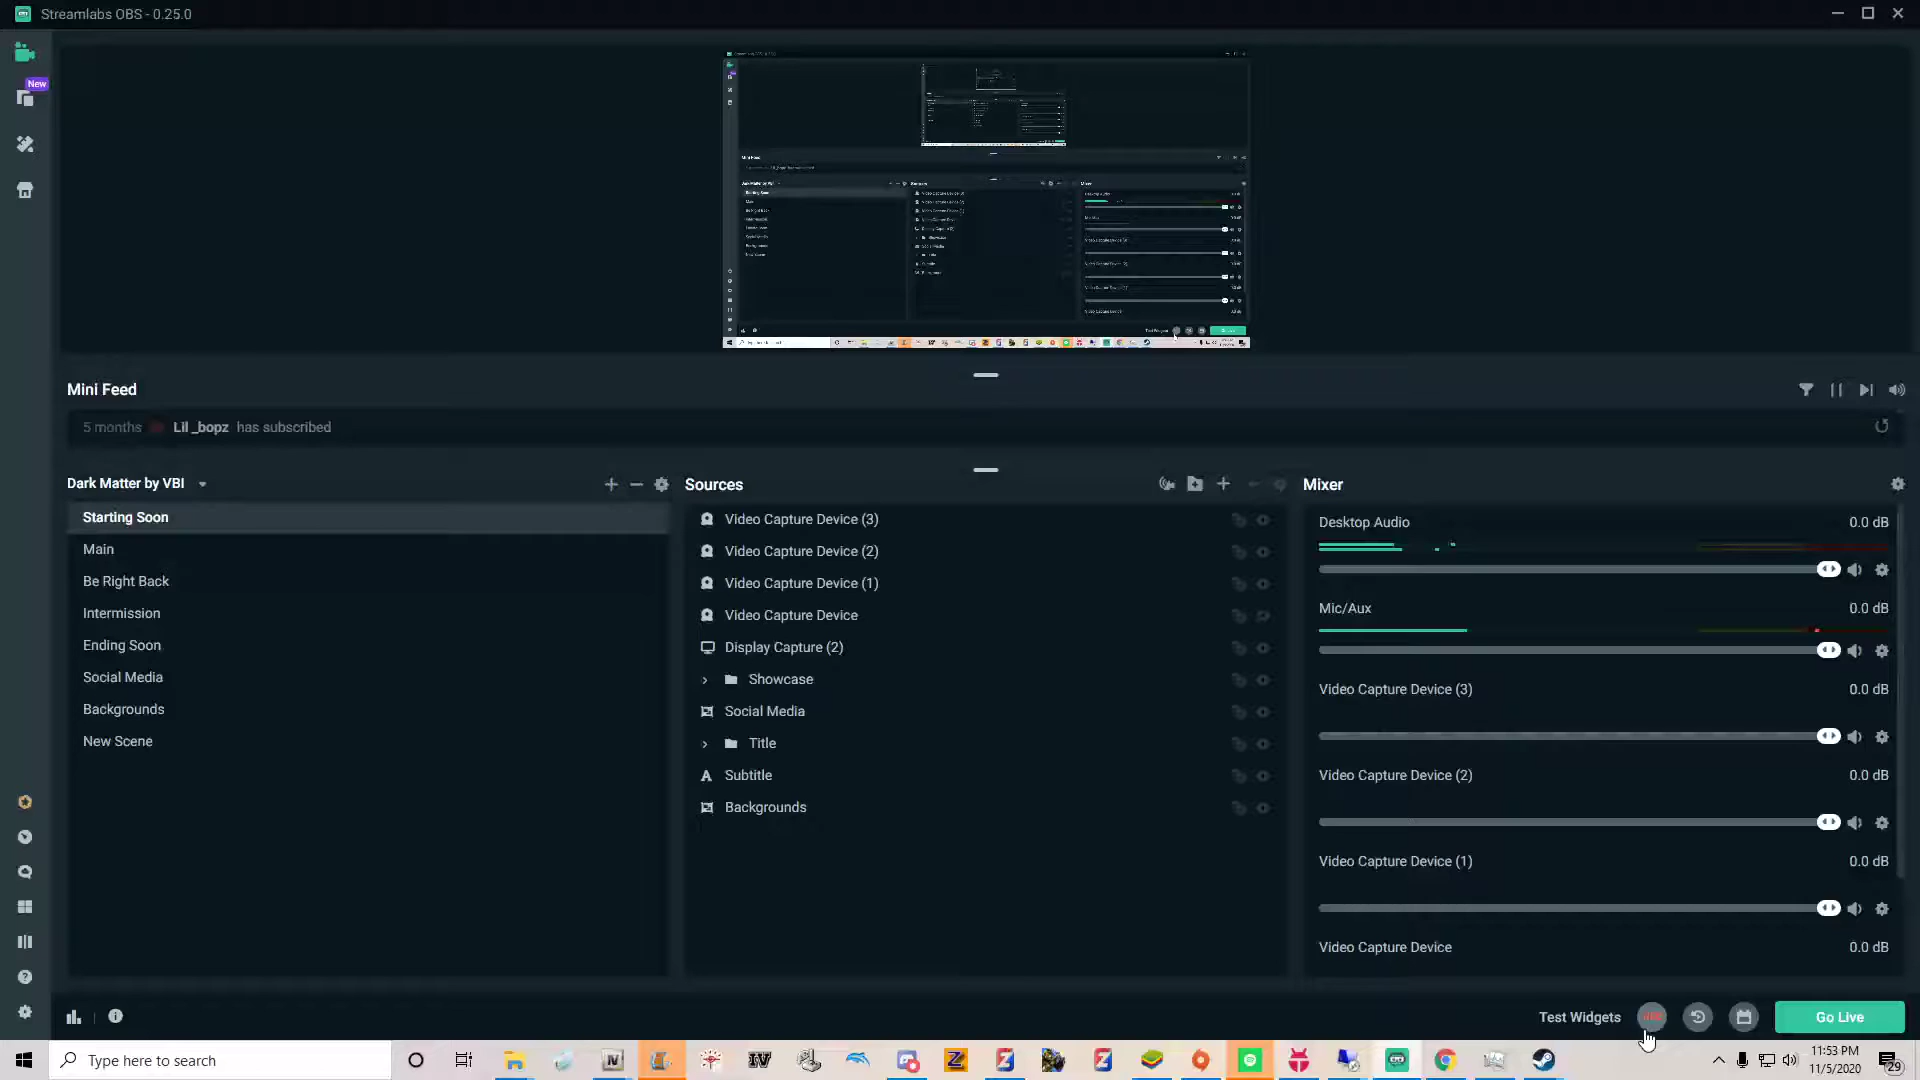 Streamlabs OBS - 0.25.0
New
Mini Feed
5 months Lil_bopz has subscribed
Dark Matter by VBI
Starting Soon
Main
Be Right Back
Intermission
Ending Soon
Social Media
Backgrounds
New Scene
Sources
Video Capture Device (3)
Video Capture Device (2)
Video Capture Device (1)
Video Capture Device
Display Capture (2)
Showcase
Social Media
Title
Subtitle
Backgrounds
Mixer
Desktop Audio 0.0 dB
Mic/Aux 0.0 dB
Video Capture Device (3) 0.0 dB
Video Capture Device (2) 0.0 dB
Video Capture Device (1) 0.0 dB
Video Capture Device 0.0 dB
Test Widgets
Go Live
Type here to search
IV
11:53 PM
11/5/2020
29